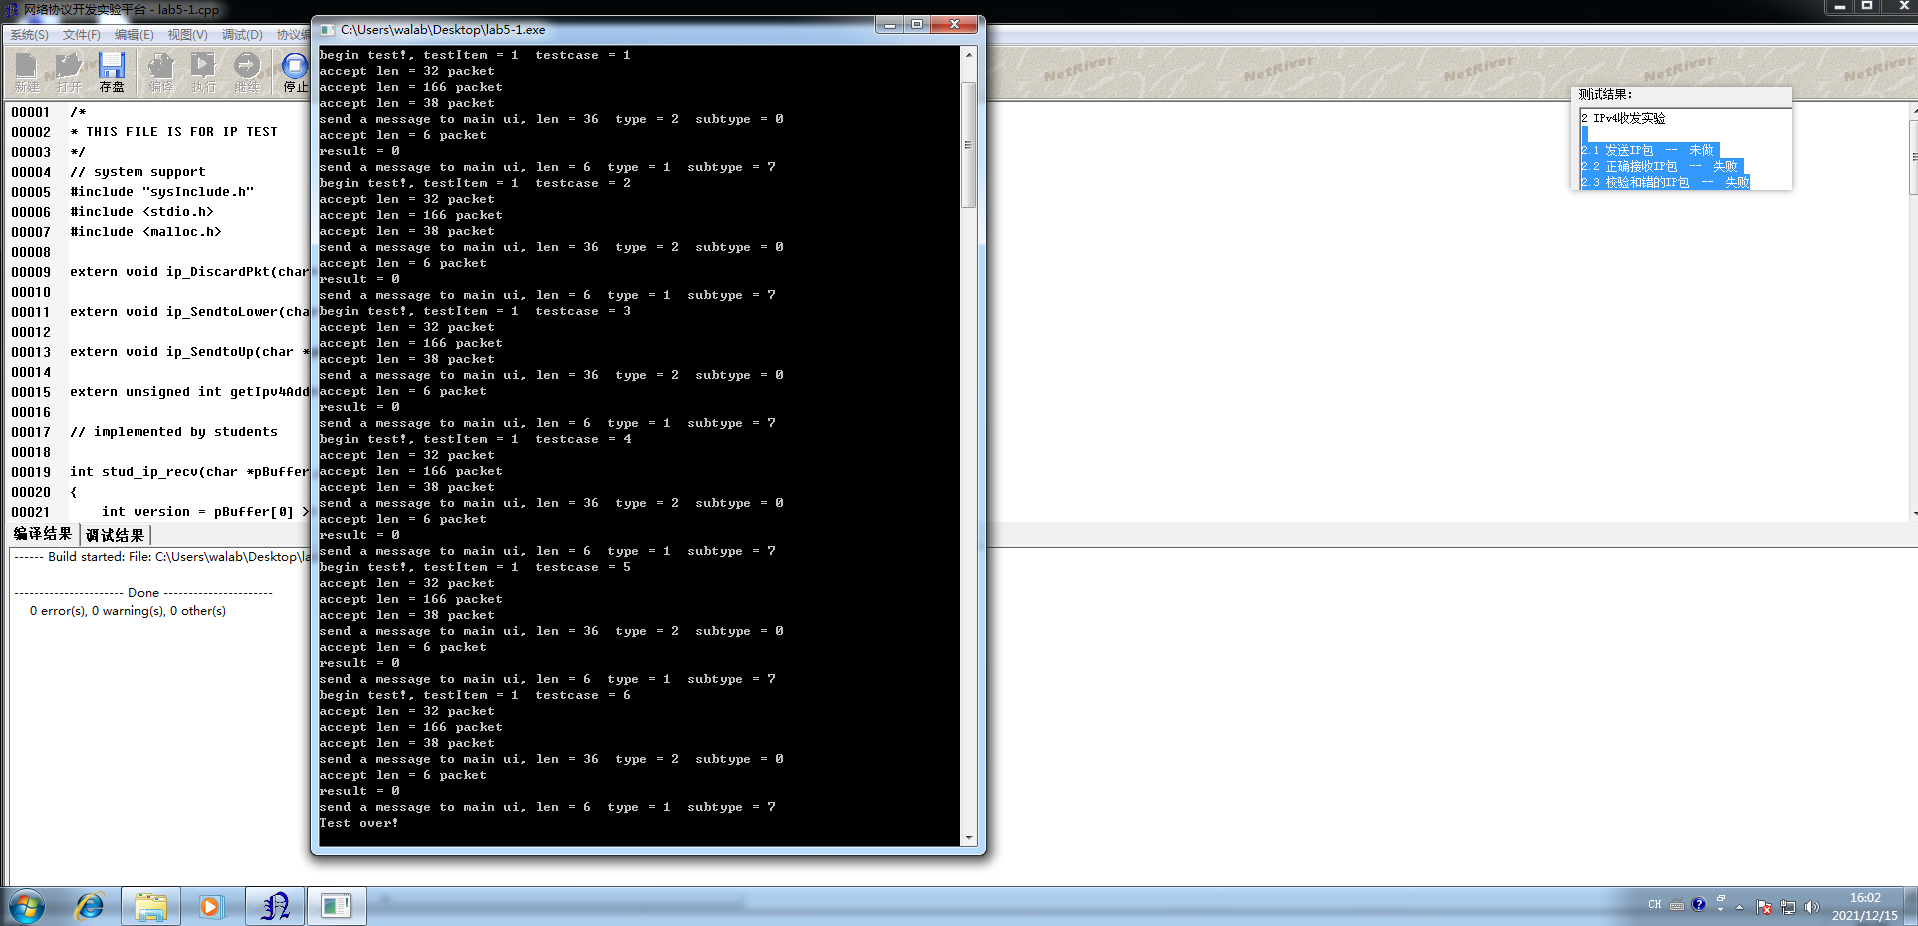 网络协议开发实验平台 - lab5-1.cpp
系统(S) 文件(F) 编辑(E) 视图(V) 调试(D) 协议编
新建 打开 存盘 编译 执行 继续 停止
NetRiver NetRiver NetRiver NetRiver NetRiver
00001 /*
00002 * THIS FILE IS FOR IP TEST
00003 */
00004 // system support
00005 #include "sysInclude.h"
00006 #include <stdio.h>
00007 #include <malloc.h>
00008
00009 extern void ip_DiscardPkt(char
00010
00011 extern void ip_SendtoLower(cha
00012
00013 extern void ip_SendtoUp(char *
00014
00015 extern unsigned int getIpv4Add
00016
00017 // implemented by students
00018
00019 int stud_ip_recv(char *pBuffer
00020 {
00021 int version = pBuffer[0] >
编译结果 调试结果
------ Build started: File: C:\Users\walab\Desktop\la
---------------------- Done ----------------------
0 error(s), 0 warning(s), 0 other(s)
C:\Users\walab\Desktop\lab5-1.exe
begin test!, testItem = 1 testcase = 1
accept len = 32 packet
accept len = 166 packet
accept len = 38 packet
send a message to main ui, len = 36 type = 2 subtype = 0
accept len = 6 packet
result = 0
send a message to main ui, len = 6 type = 1 subtype = 7
begin test!, testItem = 1 testcase = 2
accept len = 32 packet
accept len = 166 packet
accept len = 38 packet
send a message to main ui, len = 36 type = 2 subtype = 0
accept len = 6 packet
result = 0
send a message to main ui, len = 6 type = 1 subtype = 7
begin test!, testItem = 1 testcase = 3
accept len = 32 packet
accept len = 166 packet
accept len = 38 packet
send a message to main ui, len = 36 type = 2 subtype = 0
accept len = 6 packet
result = 0
send a message to main ui, len = 6 type = 1 subtype = 7
begin test!, testItem = 1 testcase = 4
accept len = 32 packet
accept len = 166 packet
accept len = 38 packet
send a message to main ui, len = 36 type = 2 subtype = 0
accept len = 6 packet
result = 0
send a message to main ui, len = 6 type = 1 subtype = 7
begin test!, testItem = 1 testcase = 5
accept len = 32 packet
accept len = 166 packet
accept len = 38 packet
send a message to main ui, len = 36 type = 2 subtype = 0
accept len = 6 packet
result = 0
send a message to main ui, len = 6 type = 1 subtype = 7
begin test!, testItem = 1 testcase = 6
accept len = 32 packet
accept len = 166 packet
accept len = 38 packet
send a message to main ui, len = 36 type = 2 subtype = 0
accept len = 6 packet
result = 0
send a message to main ui, len = 6 type = 1 subtype = 7
Test over!
测试结果:
2 IPv4收发实验
2.1 发送IP包 -- 未做
2.2 正确接收IP包 -- 失败
2.3 校验和错的IP包 -- 失败
CH
16:02
2021/12/15